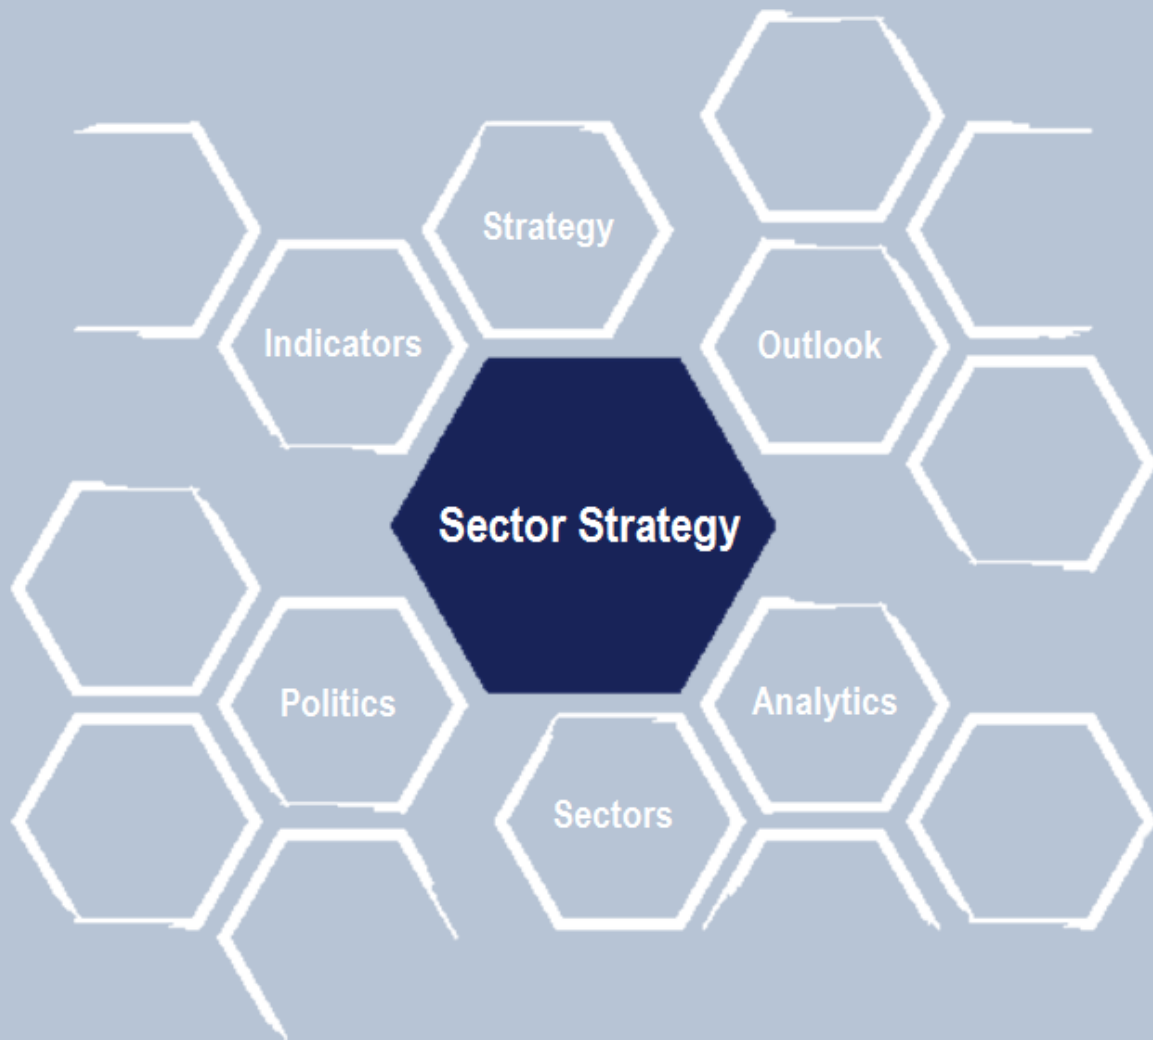 Strategy
Indicators
Outlook
Sector Strategy
Politics
Analytics
Sectors